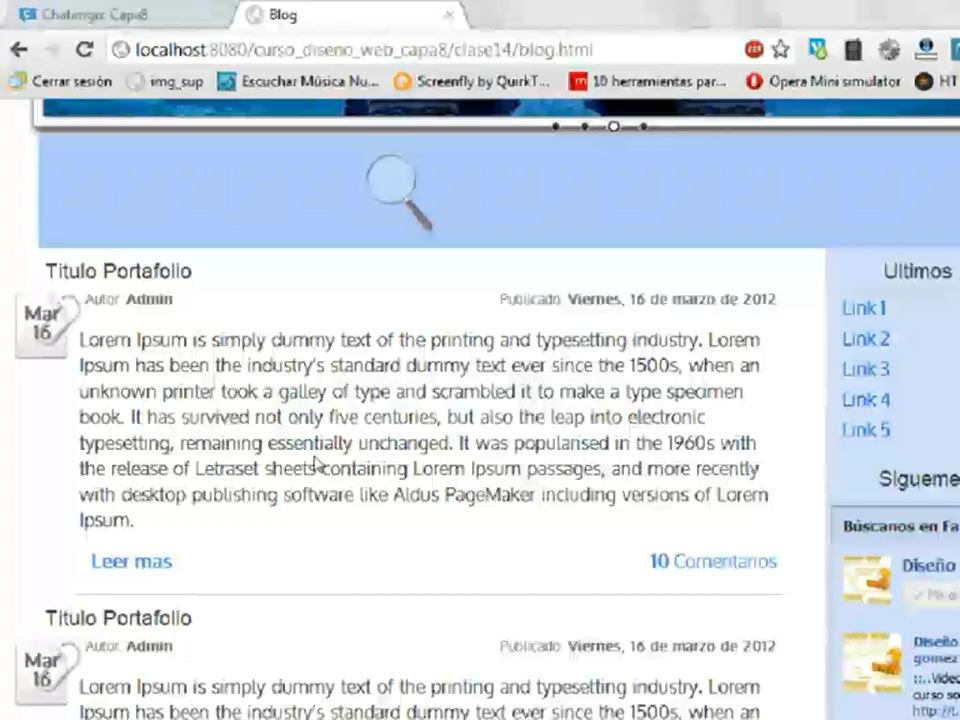 Challenge Capa8
Blog
localhost:8080/curso_diseno_web_capa8/clase14/blog.html
Cerrar sesión
img_sup
Escuchar Música Nu...
Screenfly by QuirkT...
10 herramientas par...
Opera Mini simulator
HT
Titulo Portafolio
Mar
16
Autor Admin
Publicado Viernes, 16 de marzo de 2012
Lorem Ipsum is simply dummy text of the printing and typesetting industry. Lorem
Ipsum has been the industry's standard dummy text ever since the 1500s, when an
unknown printer took a galley of type and scrambled it to make a type specimen
book. It has survived not only five centuries, but also the leap into electronic
typesetting, remaining essentially unchanged. It was popularised in the 1960s with
the release of Letraset sheets containing Lorem Ipsum passages, and more recently
with desktop publishing software like Aldus PageMaker including versions of Lorem
Ipsum.
Leer mas
10 Comentarios
Titulo Portafolio
Mar
16
Autor Admin
Publicado Viernes, 16 de marzo de 2012
Lorem Ipsum is simply dummy text of the printing and typesetting industry. Lorem
Ipsum has been the industry's standard dummy text ever since the 1500s, when an
Ultimos
Link 1
Link 2
Link 3
Link 4
Link 5
Sigueme
Búscanos en Fa
Diseño
Diseño
gomez
::..Video
curso so
http://t.